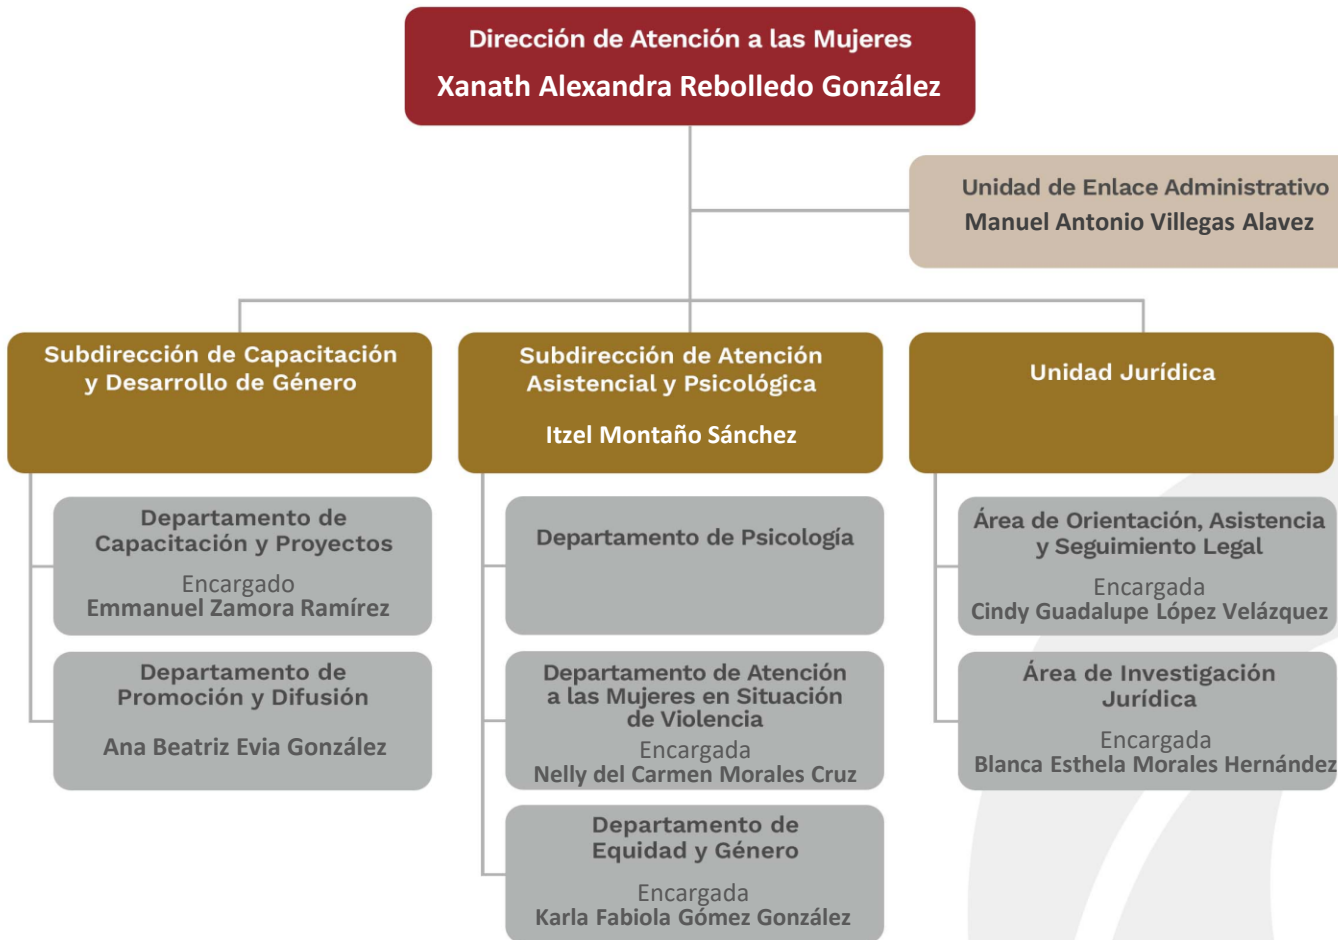 Dirección de Atención a las Mujeres
Xanath Alexandra Rebolledo González
Unidad de Enlace Administrativo
Manuel Antonio Villegas Alavez
Subdirección de Capacitación
y Desarrollo de Género
Departamento de
Capacitación y Proyectos
Encargado
Emmanuel Zamora Ramírez
Departamento de
Promoción y Difusión
Ana Beatriz Evia González
Subdirección de Atención
Asistencial y Psicológica
Itzel Montaño Sánchez
Departamento de Psicología
Departamento de Atención
a las Mujeres en Situación
de Violencia
Encargada
Nelly del Carmen Morales Cruz
Departamento de
Equidad y Género
Encargada
Karla Fabiola Gómez González
Unidad Jurídica
Área de Orientación, Asistencia
y Seguimiento Legal
Encargada
Cindy Guadalupe López Velázquez
Área de Investigación
Jurídica
Encargada
Blanca Esthela Morales Hernández